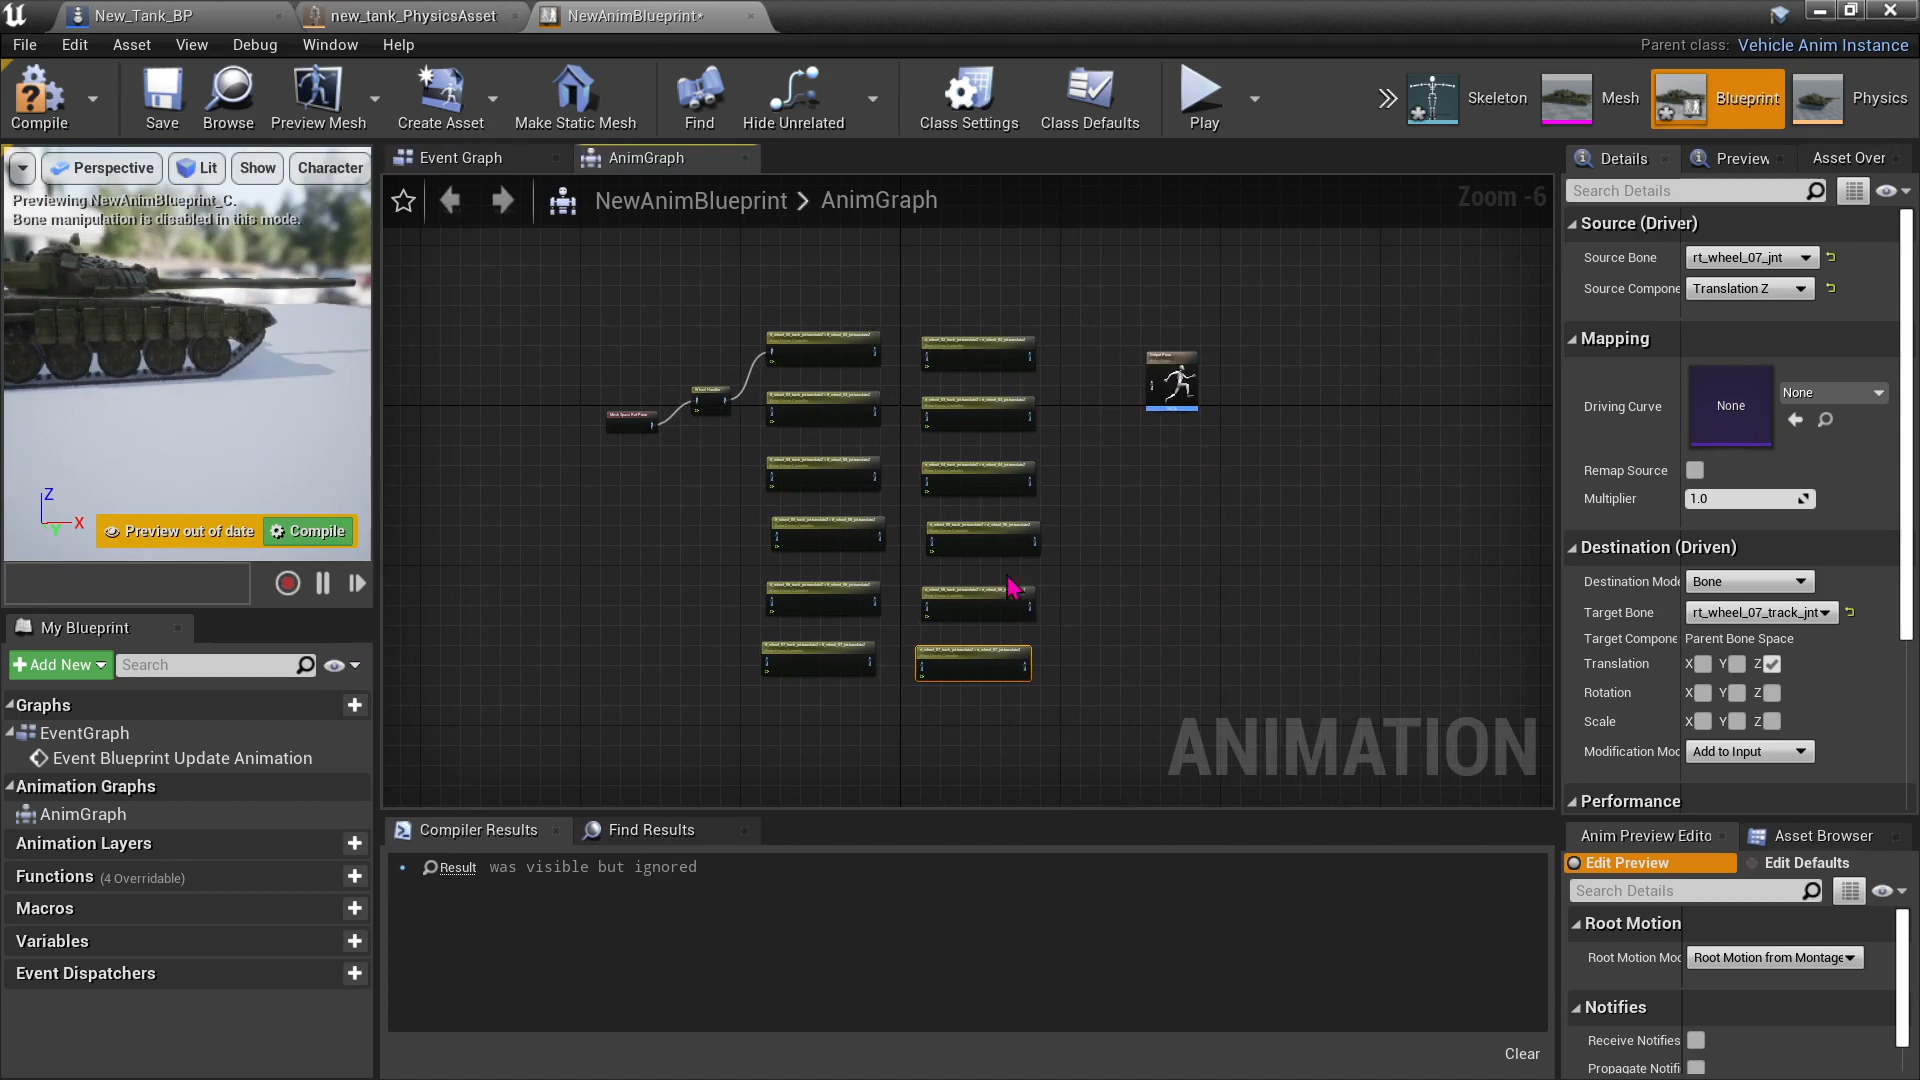 New_Tank_BP
new_tank_PhysicsAsset
NewAnimBlueprint*
File Edit Asset View Debug Window Help
Parent class: Vehicle Anim Instance
Compile
Save
Browse
Preview Mesh
Create Asset
Make Static Mesh
Find
Hide Unrelated
Class Settings
Class Defaults
Play
Skeleton
Mesh
Blueprint
Physics
Perspective
Lit
Show
Character
Previewing NewAnimBlueprint_C.
Bone manipulation is disabled in this mode.
Z
X
Y
Preview out of date
Compile
My Blueprint
Add New
Search
Graphs
EventGraph
Event Blueprint Update Animation
Animation Graphs
AnimGraph
Animation Layers
Functions (4 Overridable)
Macros
Variables
Event Dispatchers
Event Graph
AnimGraph
NewAnimBlueprint > AnimGraph
Zoom -6
Mesh Space Ref Pose
Wheel Handler
Output Pose
ANIMATION
Compiler Results
Find Results
Result was visible but ignored
Clear
Details
Preview
Asset Over
Search Details
Source (Driver)
Source Bone rt_wheel_07_jnt
Source Compone Translation Z
Mapping
Driving Curve None None
Remap Source
Multiplier 1.0
Destination (Driven)
Destination Mode Bone
Target Bone rt_wheel_07_track_jnt
Target Compone Parent Bone Space
Translation X Y Z
Rotation X Y Z
Scale X Y Z
Modification Moc Add to Input
Performance
Anim Preview Edito
Asset Browser
Edit Preview
Edit Defaults
Search Details
Root Motion
Root Motion Moc Root Motion from Montage
Notifies
Receive Notifies
Propagate Notifi